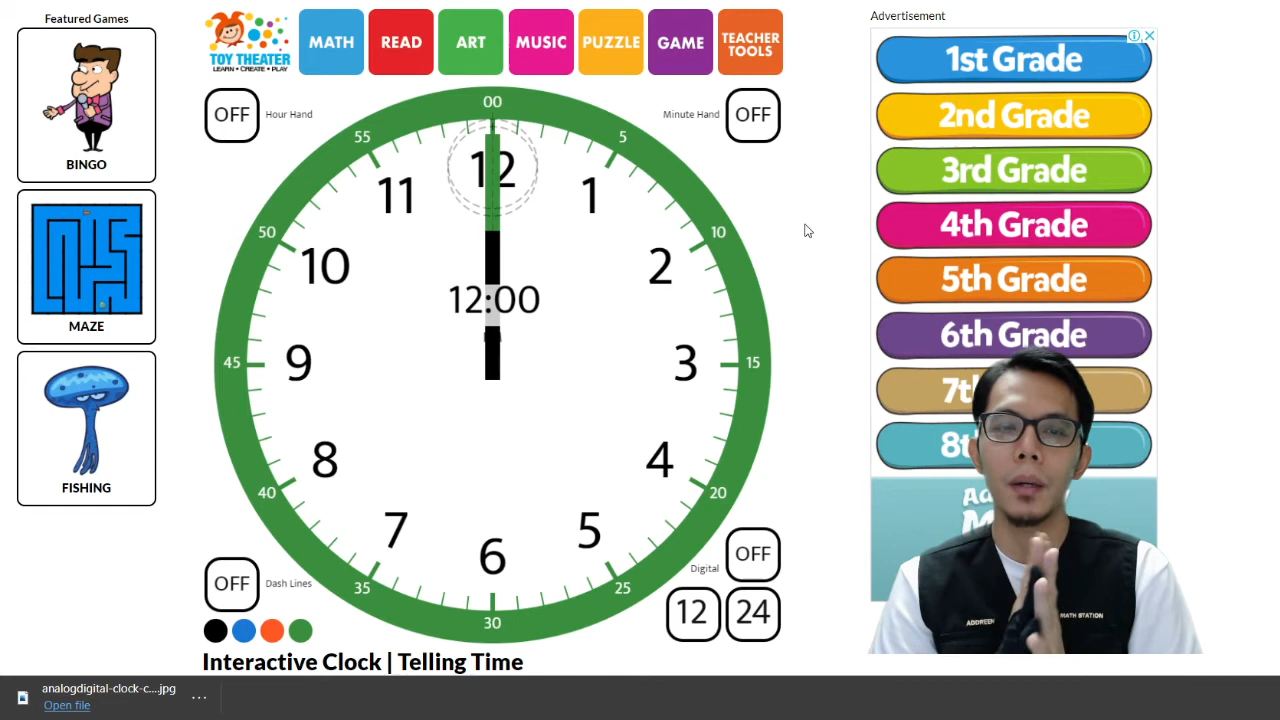 Featured Games
BINGO
MAZE
FISHING
TOY THEATER
LEARN • CREATE • PLAY
MATH
READ
ART
MUSIC
PUZZLE
GAME
TEACHER
TOOLS
OFF
Hour Hand
Minute Hand
OFF
00
5
10
15
20
25
30
35
40
45
50
55
12
1
2
3
4
5
6
7
8
9
10
11
12:00
OFF
Dash Lines
Digital
OFF
12
24
Interactive Clock | Telling Time
Advertisement
1st Grade
2nd Grade
3rd Grade
4th Grade
5th Grade
6th Grade
ADDREEN
MATH STATION
analogdigital-clock-c....jpg
Open file